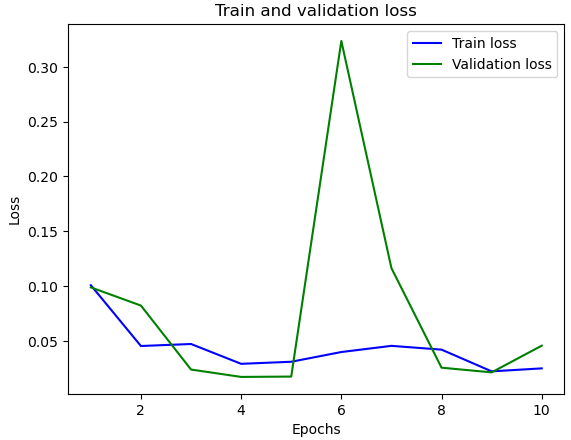 Train and validation loss
Train loss
Validation loss
Loss
0.30
0.25
0.20
0.15
0.10
0.05
2 4 6 8 10
Epochs